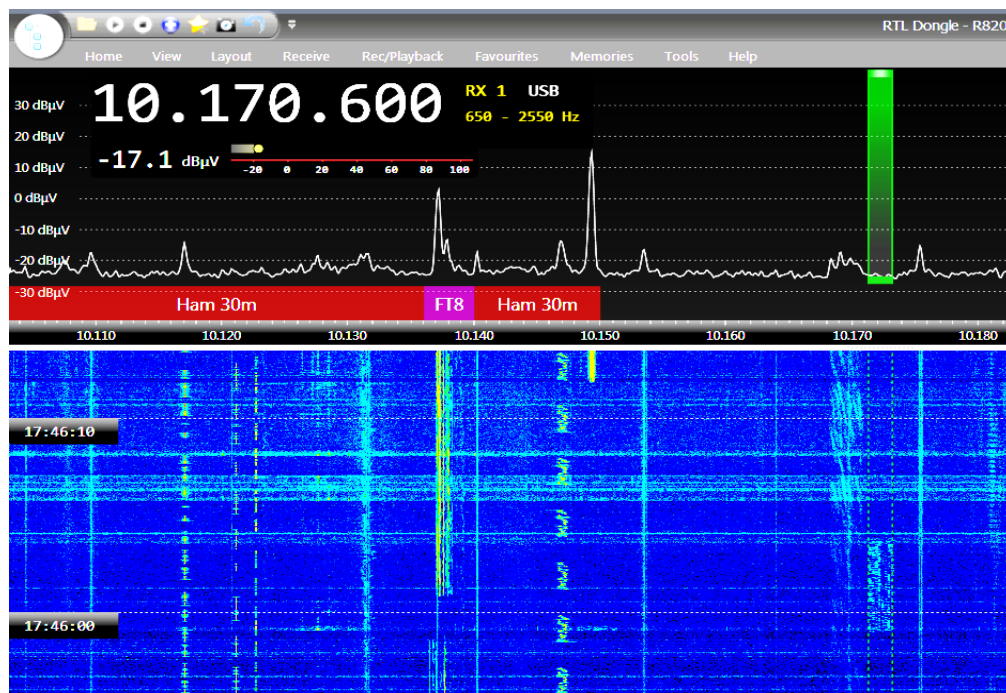 RTL Dongle - R820
Home View Layout Receive Rec/Playback Favourites Memories Tools Help
10.170.600 RX 1 USB
650 - 2550 Hz
-17.1 dBµV
-20 0 20 40 60 80 100
30 dBµV
20 dBµV
10 dBµV
0 dBµV
-10 dBµV
-20 dBµV
-30 dBµV
Ham 30m FT8 Ham 30m
10.110 10.120 10.130 10.140 10.150 10.160 10.170 10.180
17:46:10
17:46:00